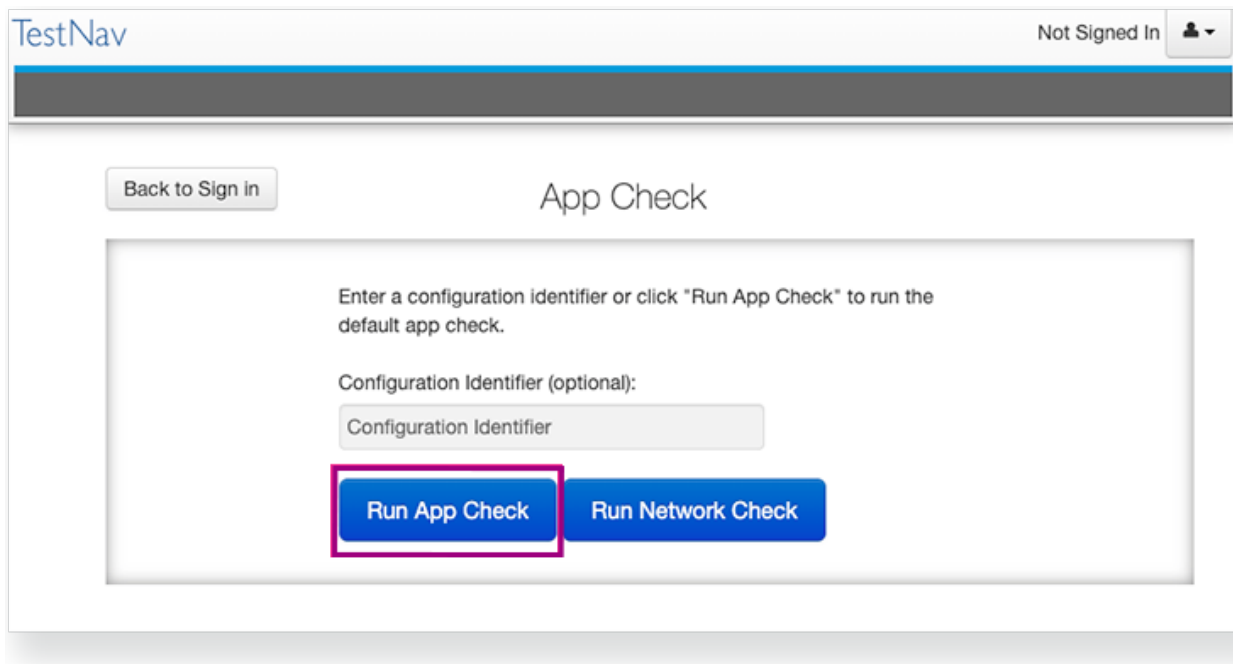 TestNav
Not Signed In
Back to Sign in
App Check
Enter a configuration identifier or click "Run App Check" to run the
default app check.
Configuration Identifier (optional):
Configuration Identifier
Run App Check
Run Network Check